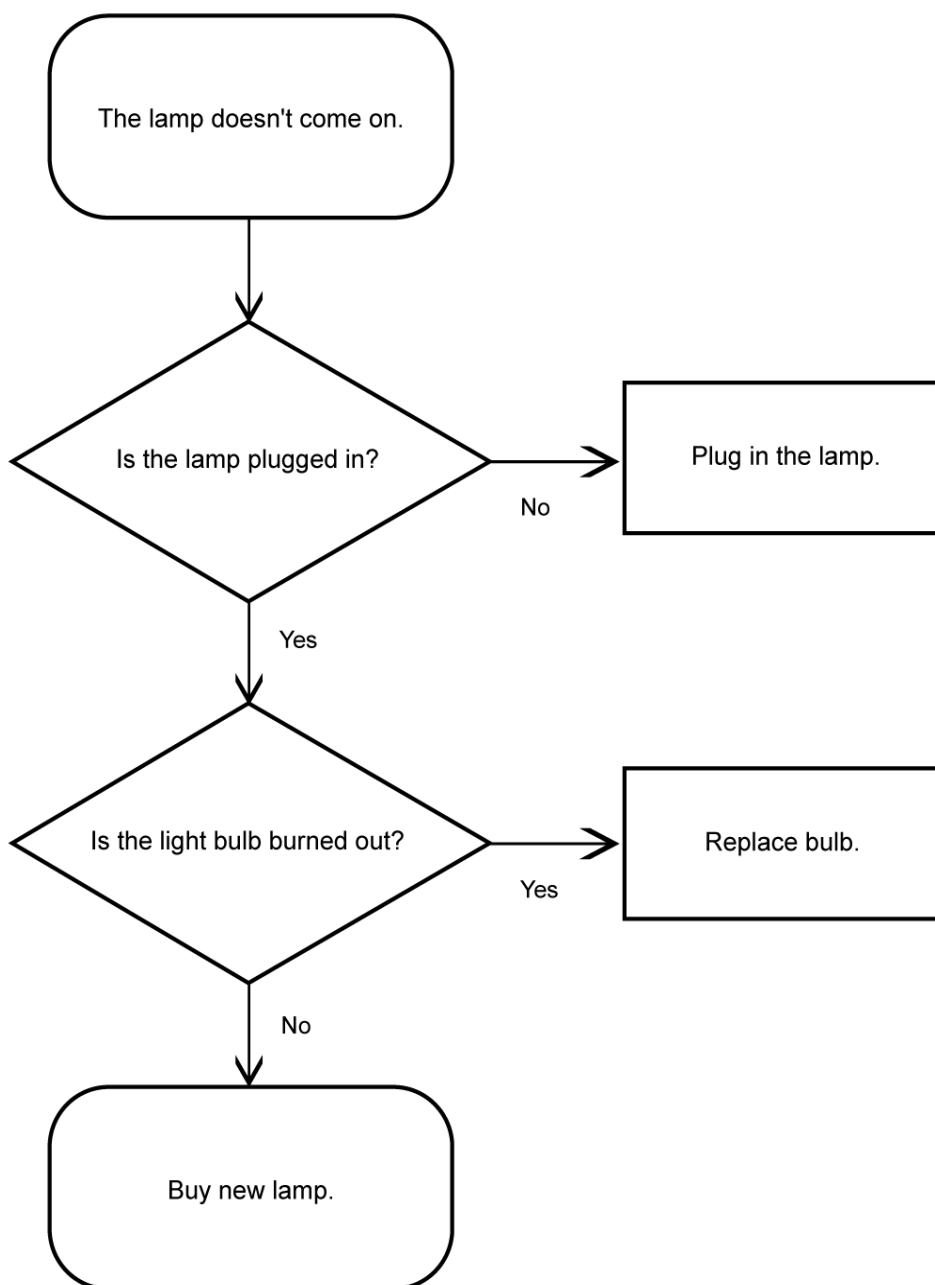 The lamp doesn't come on.
Is the lamp plugged in?
Plug in the lamp.
No
Yes
Is the light bulb burned out?
Replace bulb.
Yes
No
Buy new lamp.